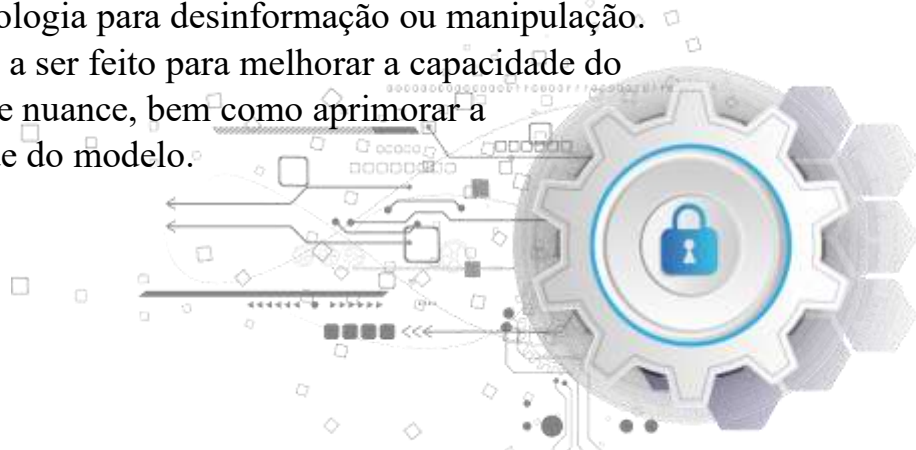 ologia para desinformação ou manipulação.
a ser feito para melhorar a capacidade do
e nuance, bem como aprimorar a
e do modelo.